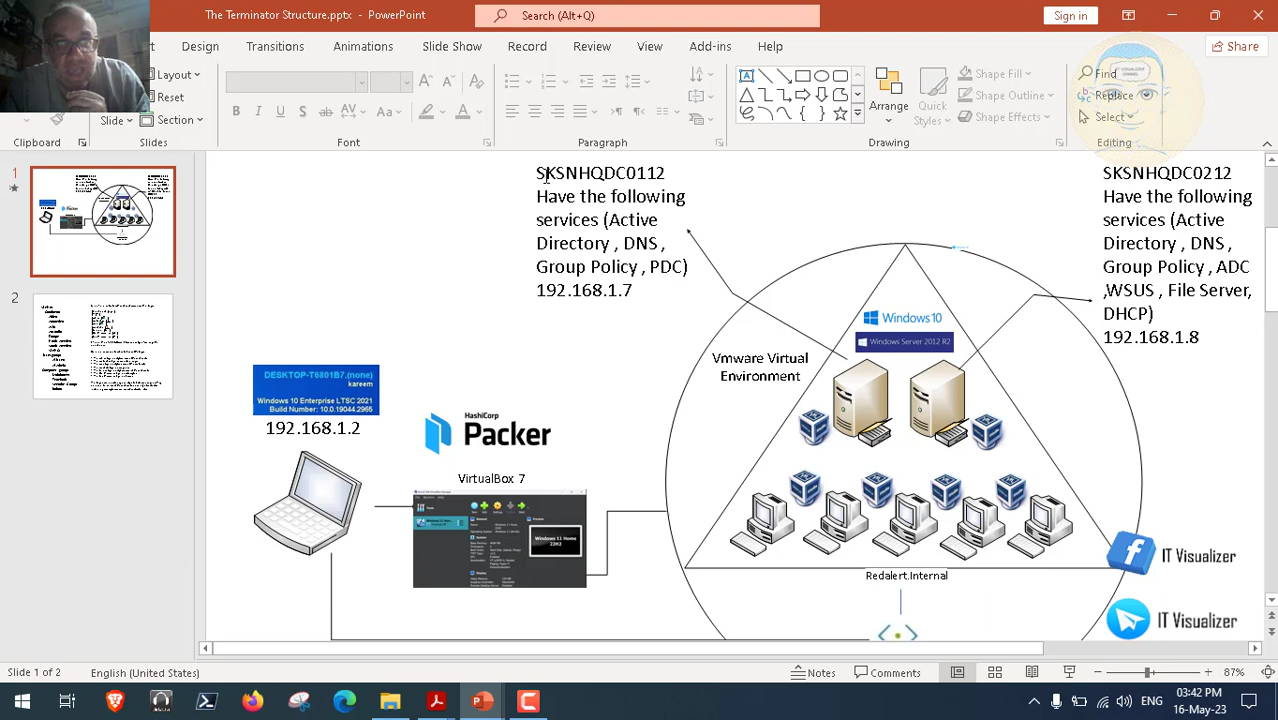 The Terminator Structure.pptx - PowerPoint
Search (Alt+Q)
Sign in
Design
Transitions
Animations
Slide Show
Record
Review
View
Add-ins
Help
Share
Layout
Reset
Slide
Section
Shape Fill
Shape Outline
Shape Effects
Arrange
Quick
Styles
Find
Replace
Select
Clipboard
Slides
Font
Paragraph
Drawing
Editing
1
2
SKSNHQDC0112
Have the following
services (Active
Directory , DNS ,
Group Policy , PDC)
192.168.1.7
SKSNHQDC0212
Have the following
services (Active
Directory , DNS ,
Group Policy , ADC
,WSUS , File Server,
DHCP)
192.168.1.8
Windows 10
Windows Server 2012 R2
Vmware Virtual
Environment
DESKTOP-T6801B7.(none)
kareem
Windows 10 Enterprise LTSC 2021
Build Number: 10.0.19044.2965
192.168.1.2
HashiCorp
Packer
VirtualBox 7
Windows 11 Home
22H2
Redalert.Internal
IT Visualizer
IT Visualizer
Slide 1 of 2
English (United States)
Notes
Comments
87%
ENG
03:42 PM
16-May-23